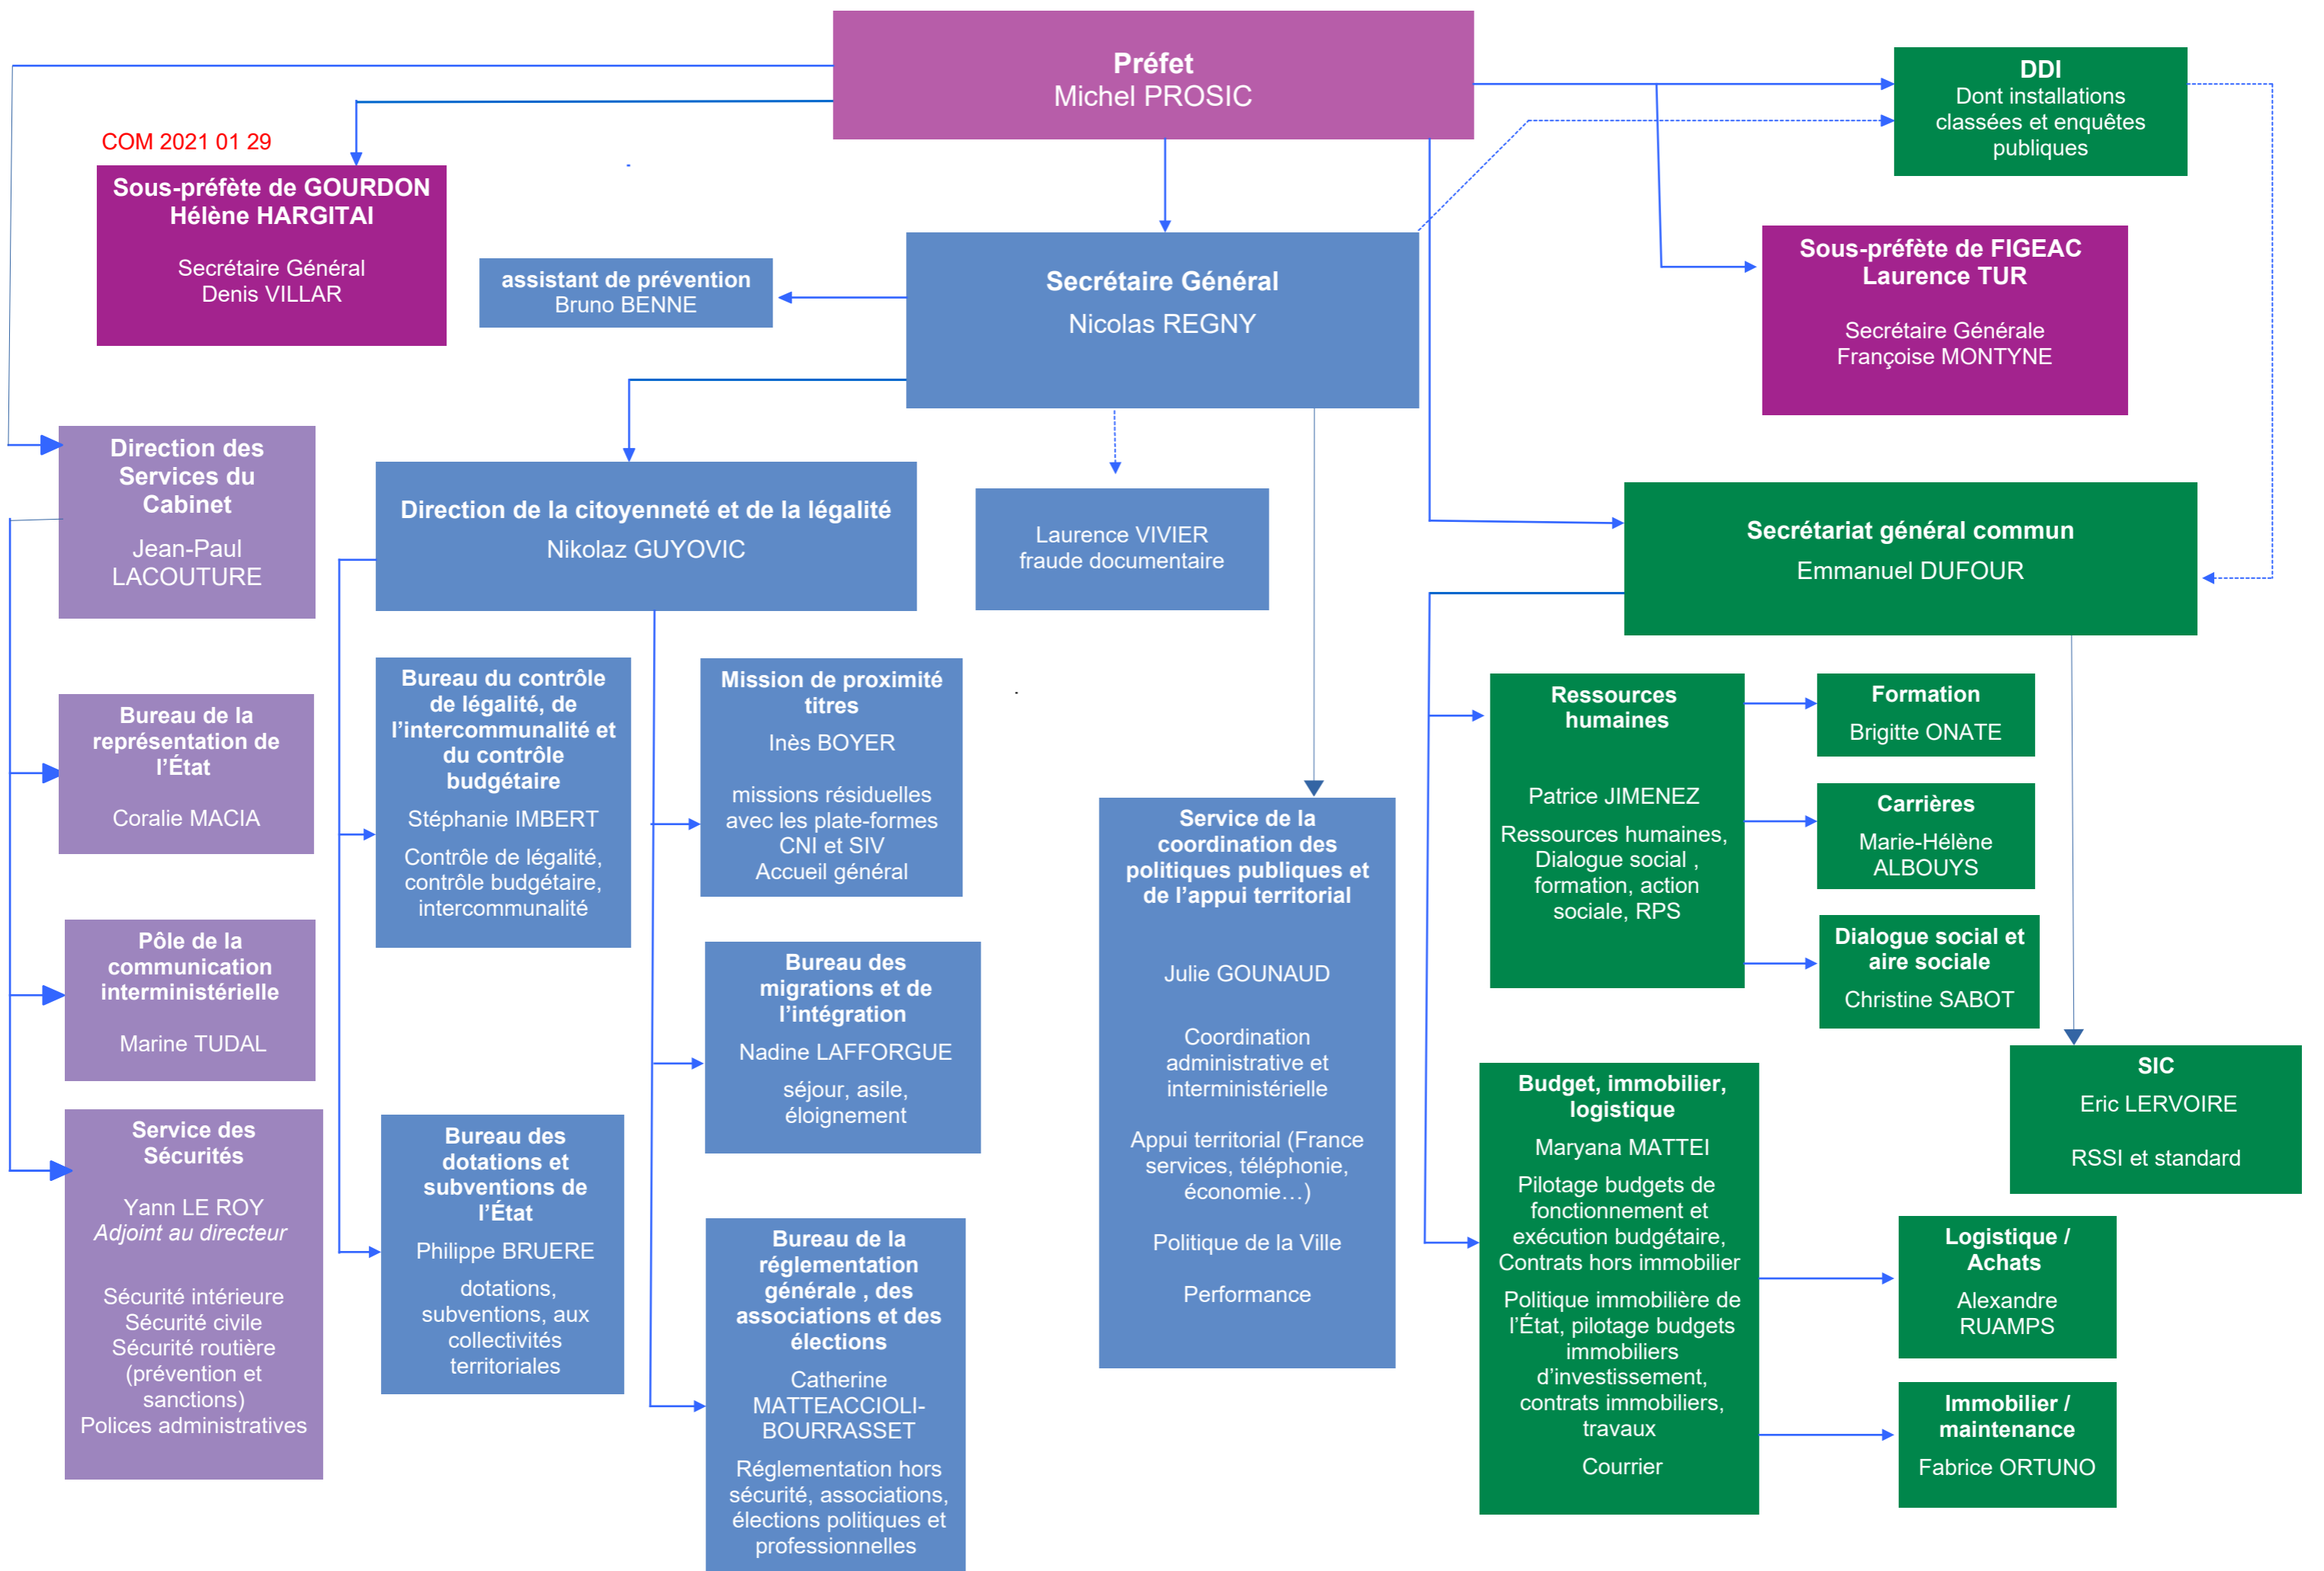 Préfet
Michel PROSIC
DDI
Dont installations
classées et enquêtes
publiques
COM 2021 01 29
Sous-préfète de GOURDON
Hélène HARGITAI
Secrétaire Général
Denis VILLAR
assistant de prévention
Bruno BENNE
Secrétaire Général
Nicolas REGNY
Sous-préfète de FIGEAC
Laurence TUR
Secrétaire Générale
Françoise MONTYNE
Direction des
Services du
Cabinet
Jean-Paul
LACOUTURE
Direction de la citoyenneté et de la légalité
Nikolaz GUYOVIC
Laurence VIVIER
fraude documentaire
Secrétariat général commun
Emmanuel DUFOUR
Bureau de la
représentation de
l’État
Coralie MACIA
Pôle de la
communication
interministérielle
Marine TUDAL
Service des
Sécurités
Yann LE ROY
Adjoint au directeur
Sécurité intérieure
Sécurité civile
Sécurité routière
(prévention et
sanctions)
Polices administratives
Bureau du contrôle
de légalité, de
l’intercommunalité et
du contrôle
budgétaire
Stéphanie IMBERT
Contrôle de légalité,
contrôle budgétaire,
intercommunalité
Bureau des
dotations et
subventions de
l’État
Philippe BRUERE
dotations,
subventions, aux
collectivités
territoriales
Mission de proximité
titres
Inès BOYER
missions résiduelles
avec les plate-formes
CNI et SIV
Accueil général
Bureau des
migrations et de
l’intégration
Nadine LAFFORGUE
séjour, asile,
éloignement
Bureau de la
réglementation
générale , des
associations et des
élections
Catherine
MATTEACCIOLI-
BOURRASSET
Réglementation hors
sécurité, associations,
élections politiques et
professionnelles
Service de la
coordination des
politiques publiques et
de l’appui territorial
Julie GOUNAUD
Coordination
administrative et
interministérielle
Appui territorial (France
services, téléphonie,
économie…)
Politique de la Ville
Performance
Ressources
humaines
Patrice JIMENEZ
Ressources humaines,
Dialogue social ,
formation, action
sociale, RPS
Formation
Brigitte ONATE
Carrières
Marie-Hélène
ALBOUYS
Dialogue social et
aire sociale
Christine SABOT
SIC
Eric LERVOIRE
RSSI et standard
Budget, immobilier,
logistique
Maryana MATTEI
Pilotage budgets de
fonctionnement et
exécution budgétaire,
Contrats hors immobilier
Politique immobilière de
l’État, pilotage budgets
immobiliers
d’investissement,
contrats immobiliers,
travaux
Courrier
Logistique /
Achats
Alexandre
RUAMPS
Immobilier /
maintenance
Fabrice ORTUNO